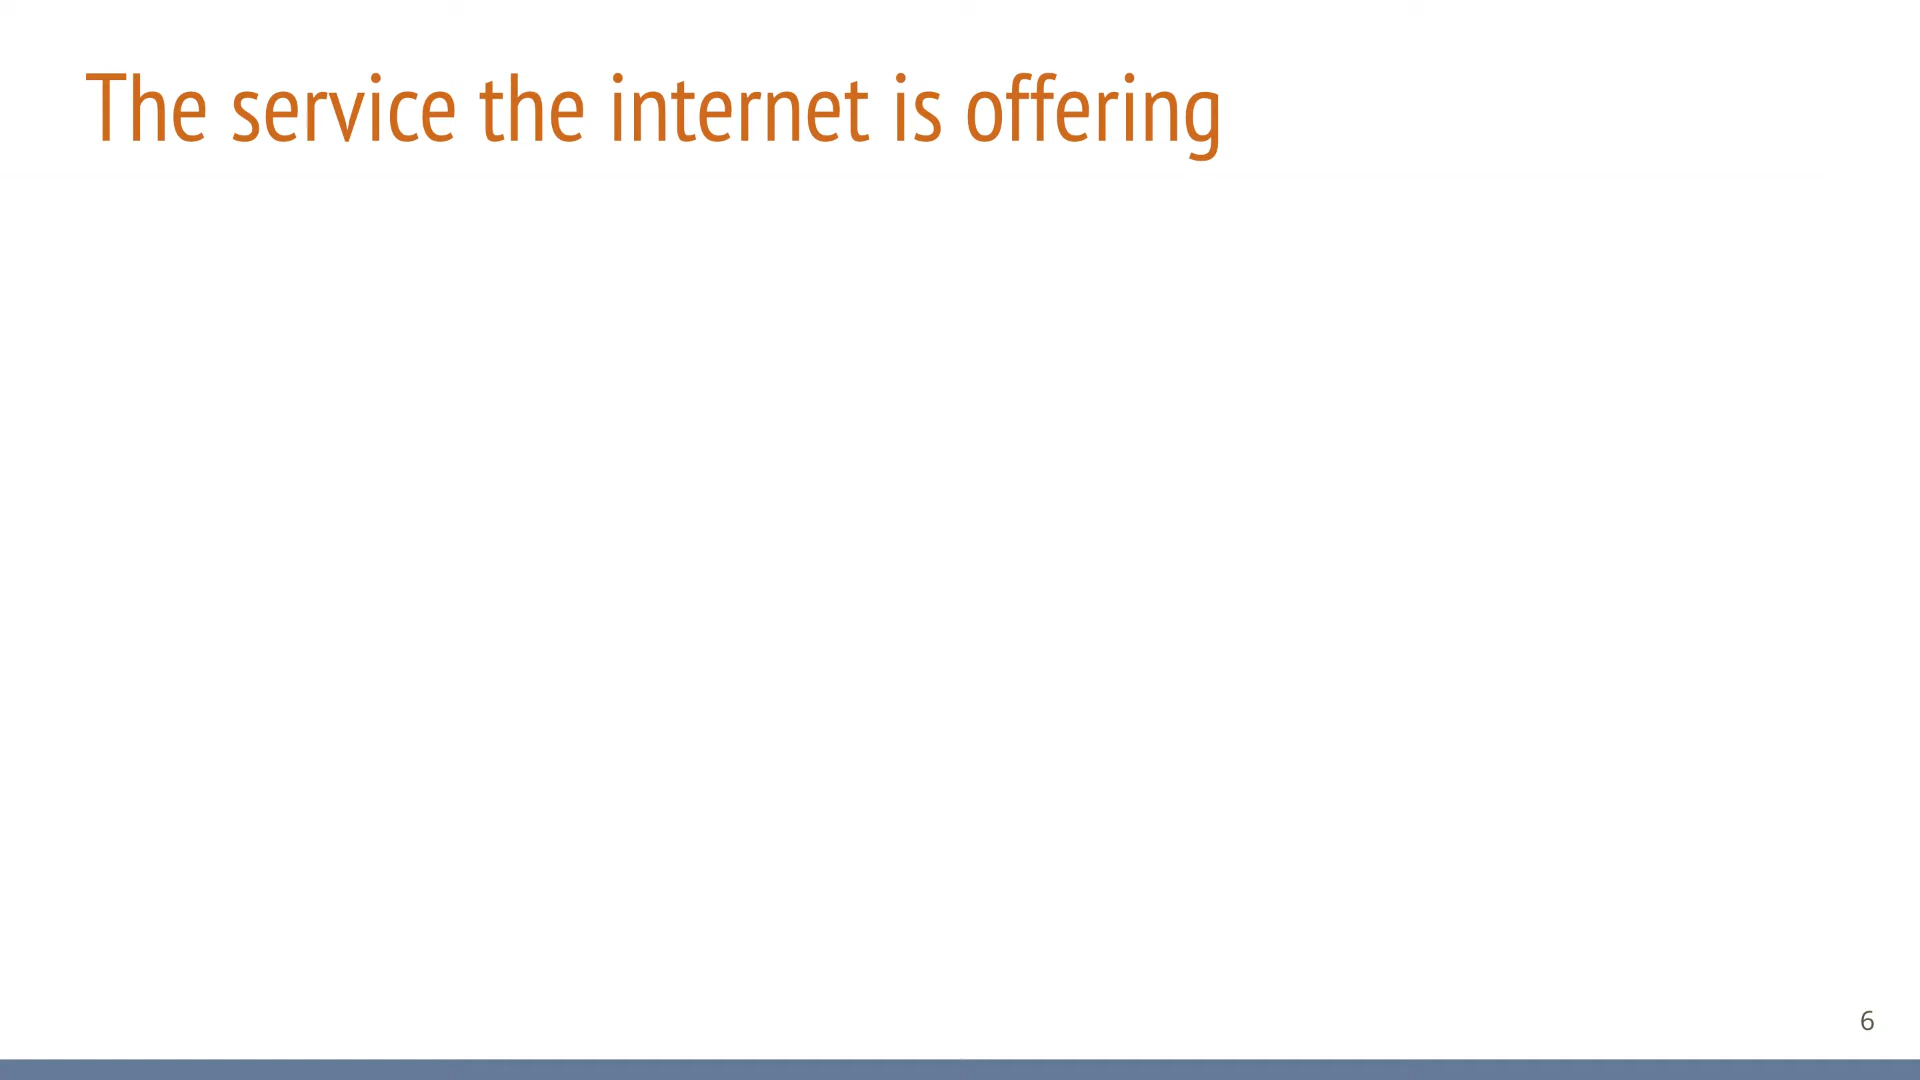 The service the internet is offering
6